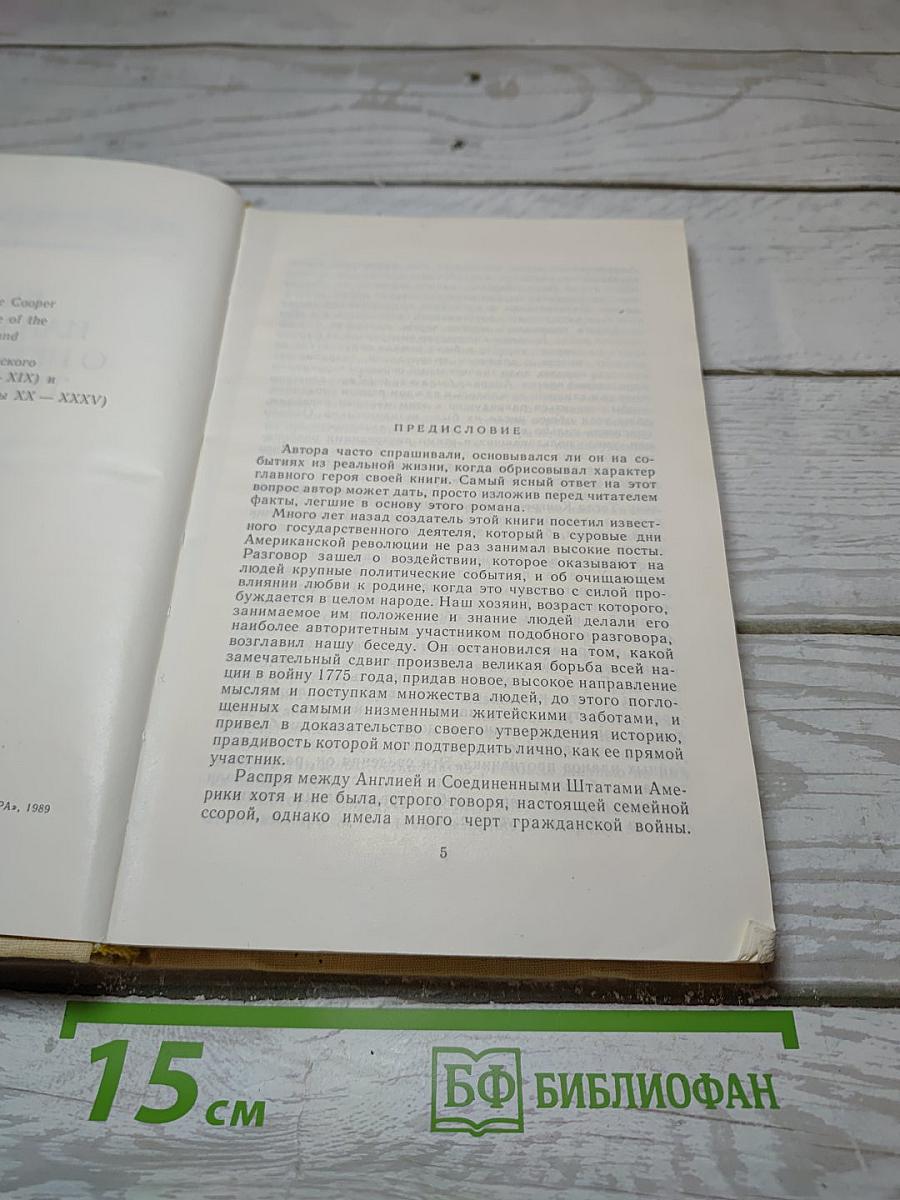 Cooper
of the
and
XIX) и
XX — XXXV)
1989
ПРЕДИСЛОВИЕ
Автора часто спрашивали, основывался ли он на со-
бытиях из реальной жизни, когда обрисовывал характер
главного героя своей книги. Самый ясный ответ на этот
вопрос автор может дать, просто изложив перед читателем
факты, легшие в основу этого романа.
Много лет назад создатель этой книги посетил извест-
ного государственного деятеля, который в суровые дни
Американской революции не раз занимал высокие посты.
Разговор зашел о воздействии, которое оказывают на
людей крупные политические события, и об очищающем
влиянии любви к родине, когда это чувство с силой про-
буждается в целом народе. Наш хозяин, возраст которого,
занимаемое им положение и знание людей делали его
наиболее авторитетным участником подобного разговора,
возглавил нашу беседу. Он остановился на том, какой
замечательный сдвиг произвела великая борьба всей на-
ции в войну 1775 года, придав новое, высокое направление
мыслям и поступкам множества людей, до этого погло-
щенных самыми низменными житейскими заботами, и
привел в доказательство своего утверждения историю,
правдивость которой мог подтвердить лично, как ее прямой
участник.
Распря между Англией и Соединенными Штатами Аме-
рики хотя и не была, строго говоря, настоящей семейной
ссорой, однако имела много черт гражданской войны.
5
15 см
БФ БИБЛИОФАН